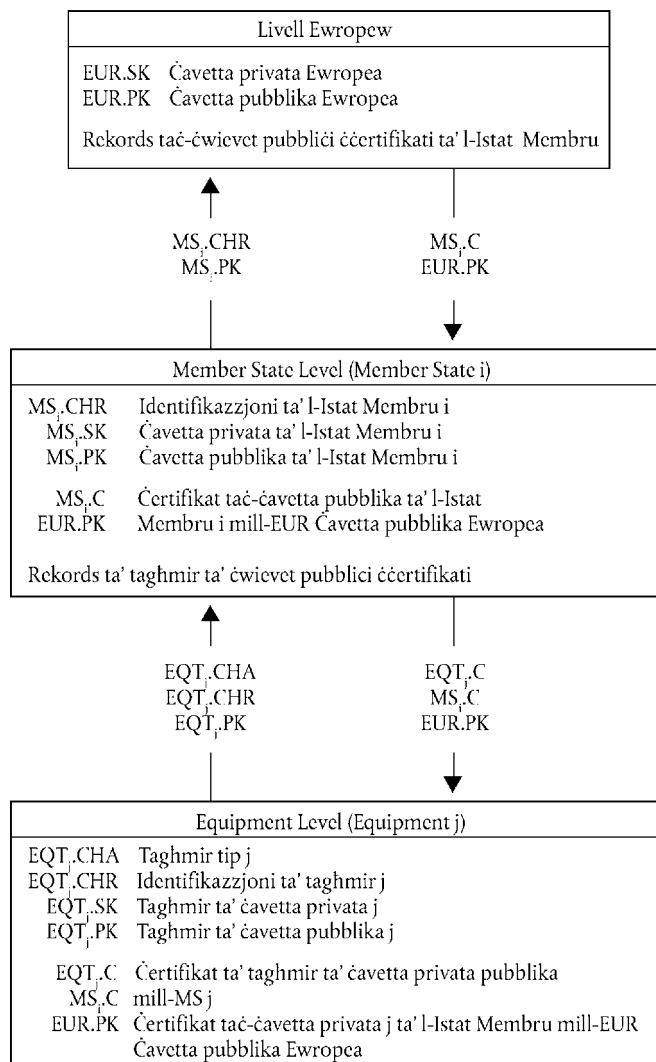 Livell Ewropew
EUR.SK Ċavetta privata Ewropea
EUR.PK Ċavetta pubblika Ewropea
Rekords taċ-ċwievet pubbliċi ċċertifikati ta' l-Istat Membru
MSi.CHR
MSi.PK
MSi.C
EUR.PK
Member State Level (Member State i)
MSi.CHR Identifikazzjoni ta' l-Istat Membru i
MSi.SK Ċavetta privata ta' l-Istat Membru i
MSi.PK Ċavetta pubblika ta' l-Istat Membru i
MSi.C Ċertifikat taċ-ċavetta pubblika ta' l-Istat
EUR.PK Membru i mill-EUR Ċavetta pubblika Ewropea
Rekords ta' tagħmir ta' ċwievet pubblici ċċertifikati
EQTj.CHA
EQTj.CHR
EQTj.PK
EQTj.C
MSi.C
EUR.PK
Equipment Level (Equipment j)
EQTj.CHA Tagħmir tip j
EQTj.CHR Identifikazzjoni ta' tagħmir j
EQTj.SK Tagħmir ta' ċavetta privata j
EQTj.PK Tagħmir ta' ċavetta pubblika j
EQTj.C Ċertifikat ta' tagħmir ta' ċavetta privata pubblika
MSi.C mill-MS j
EUR.PK Ċertifikat taċ-ċavetta privata j ta' l-Istat Membru mill-EUR
Ċavetta pubblika Ewropea